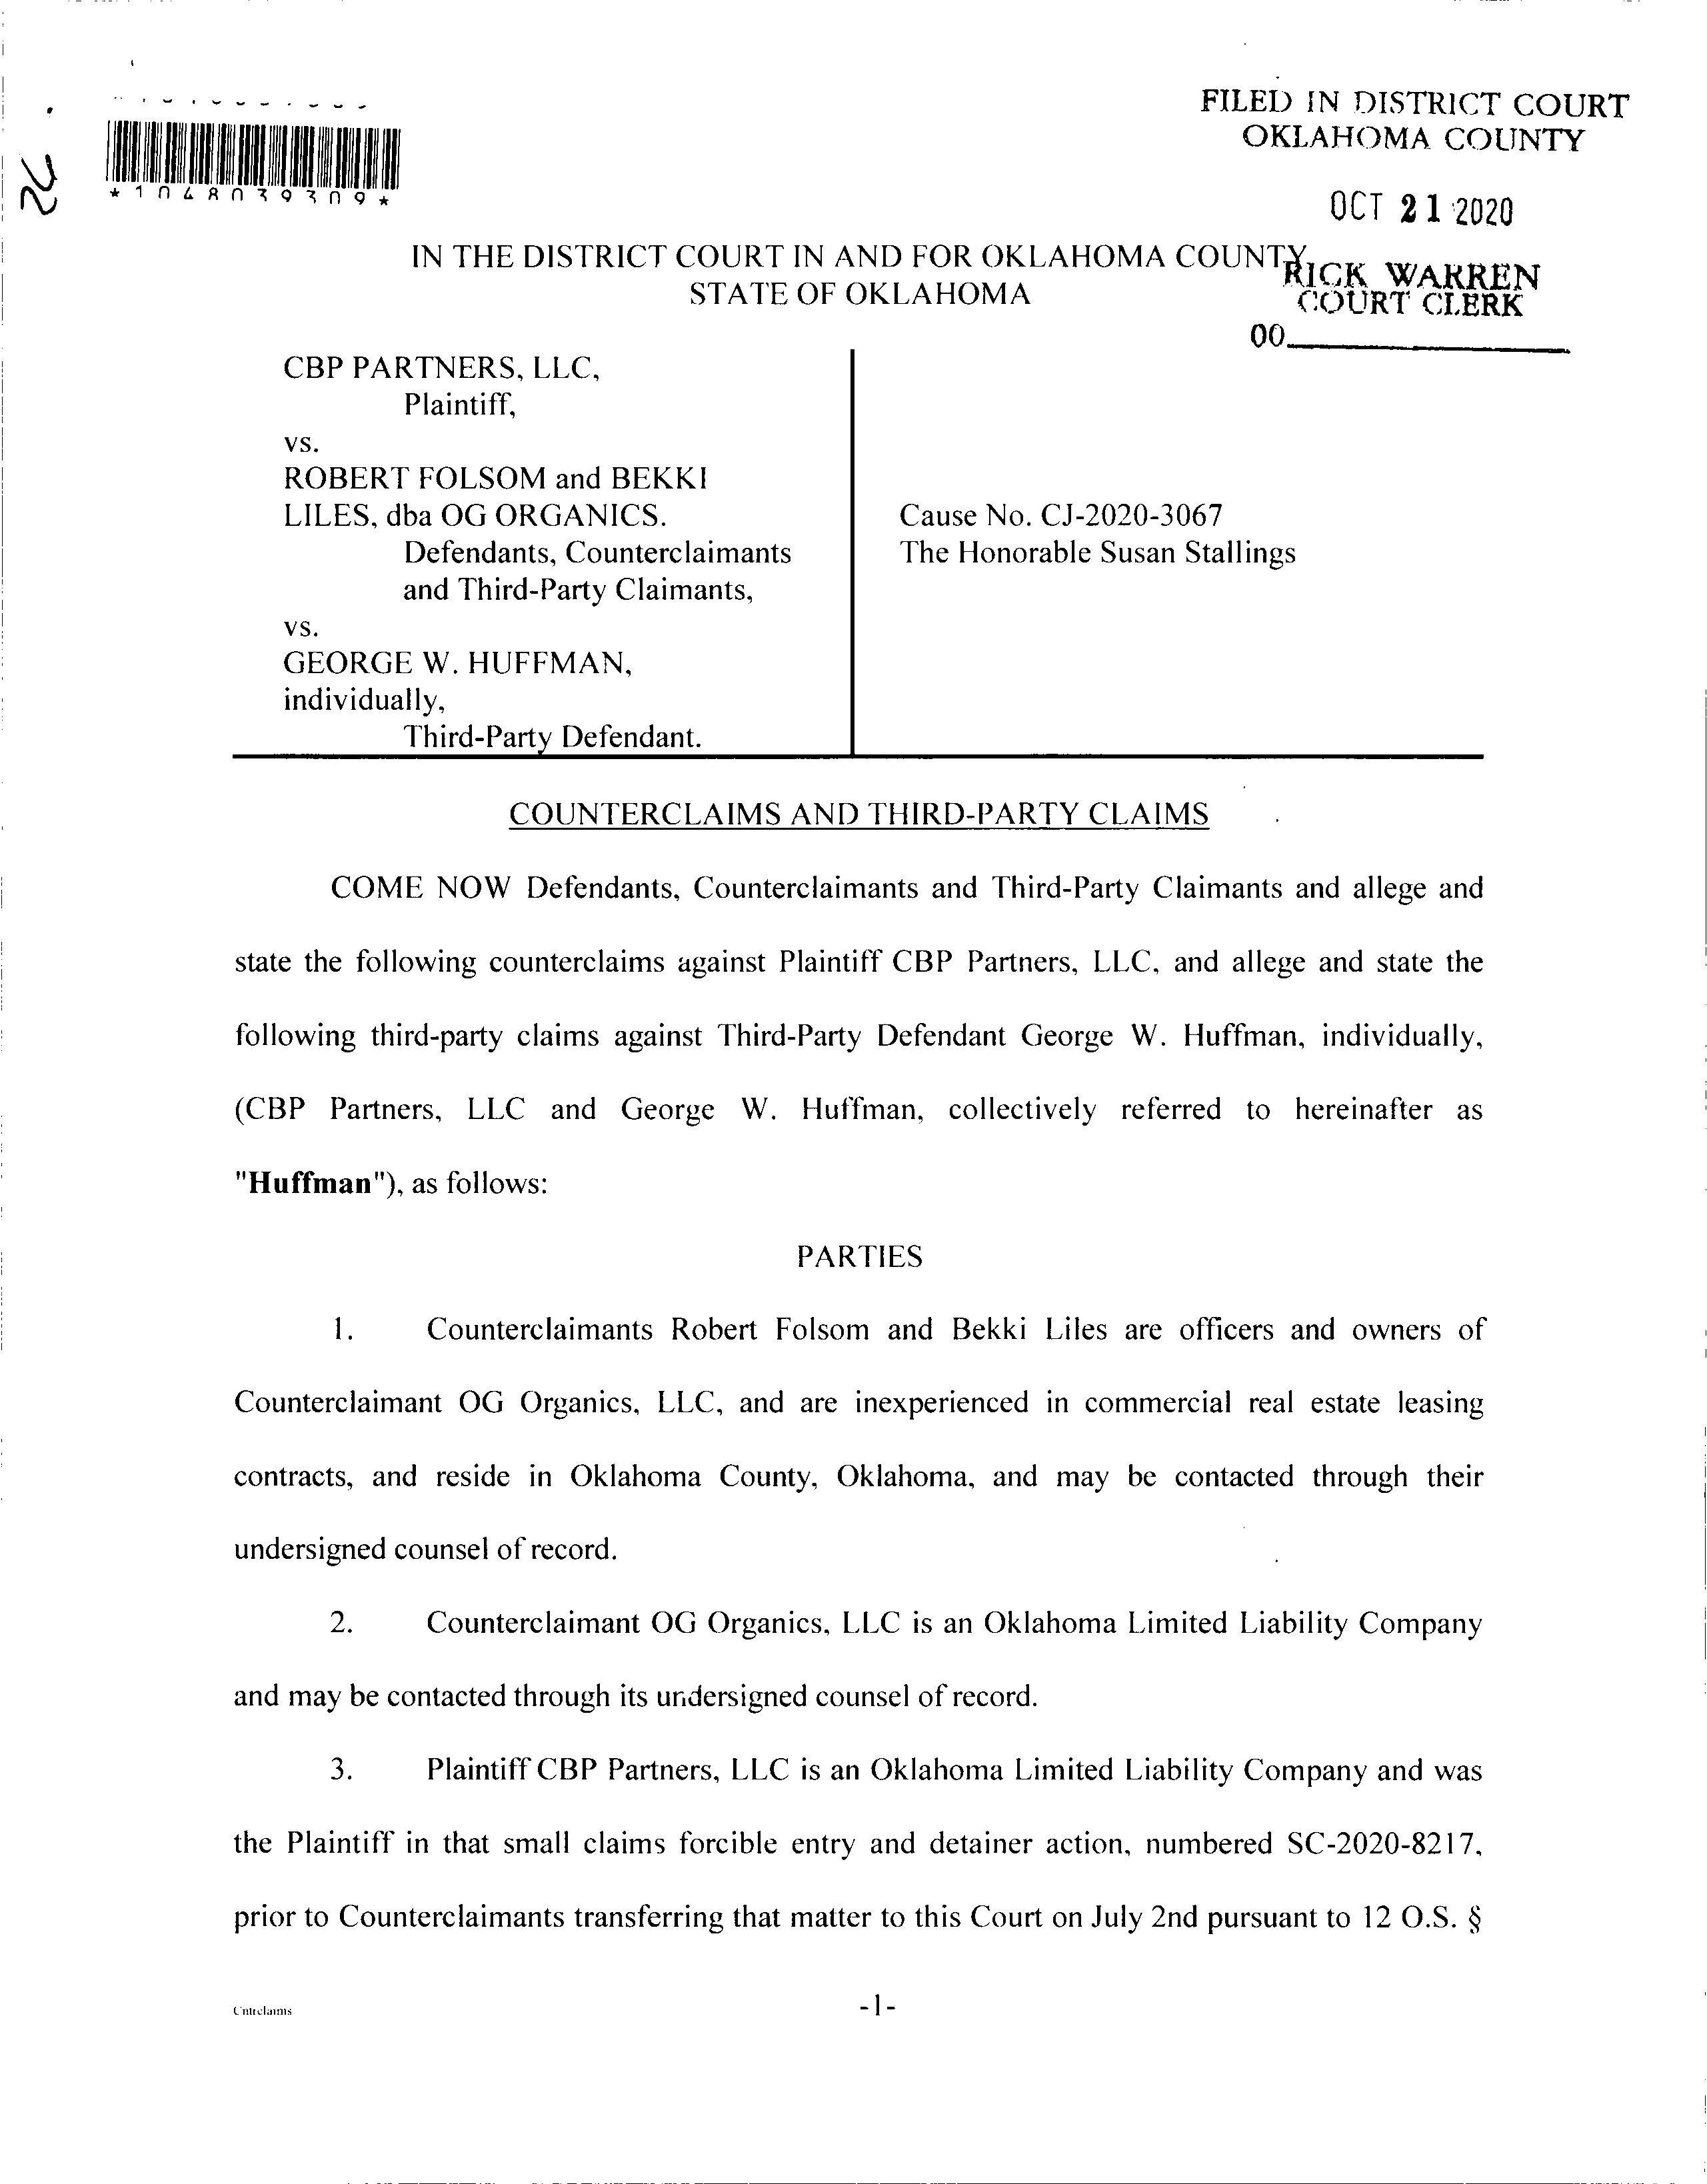 FILED IN DISTRICT COURT
OKLAHOMA COUNTY
*1048039309*
OCT 21 2020
IN THE DISTRICT COURT IN AND FOR OKLAHOMA COUNTY
STATE OF OKLAHOMA
RICK WARREN
COURT CLERK
00
CBP PARTNERS, LLC,
Plaintiff,
vs.
ROBERT FOLSOM and BEKKI
LILES, dba OG ORGANICS.
Defendants, Counterclaimants
and Third-Party Claimants,
vs.
GEORGE W. HUFFMAN,
individually,
Third-Party Defendant.
Cause No. CJ-2020-3067
The Honorable Susan Stallings
COUNTERCLAIMS AND THIRD-PARTY CLAIMS
COME NOW Defendants, Counterclaimants and Third-Party Claimants and allege and
state the following counterclaims against Plaintiff CBP Partners, LLC, and allege and state the
following third-party claims against Third-Party Defendant George W. Huffman, individually,
(CBP Partners, LLC and George W. Huffman, collectively referred to hereinafter as
"Huffman"), as follows:
PARTIES
1. Counterclaimants Robert Folsom and Bekki Liles are officers and owners of
Counterclaimant OG Organics, LLC, and are inexperienced in commercial real estate leasing
contracts, and reside in Oklahoma County, Oklahoma, and may be contacted through their
undersigned counsel of record.
2. Counterclaimant OG Organics, LLC is an Oklahoma Limited Liability Company
and may be contacted through its undersigned counsel of record.
3. Plaintiff CBP Partners, LLC is an Oklahoma Limited Liability Company and was
the Plaintiff in that small claims forcible entry and detainer action, numbered SC-2020-8217,
prior to Counterclaimants transferring that matter to this Court on July 2nd pursuant to 12 O.S. §
Cntrclaims
-1-